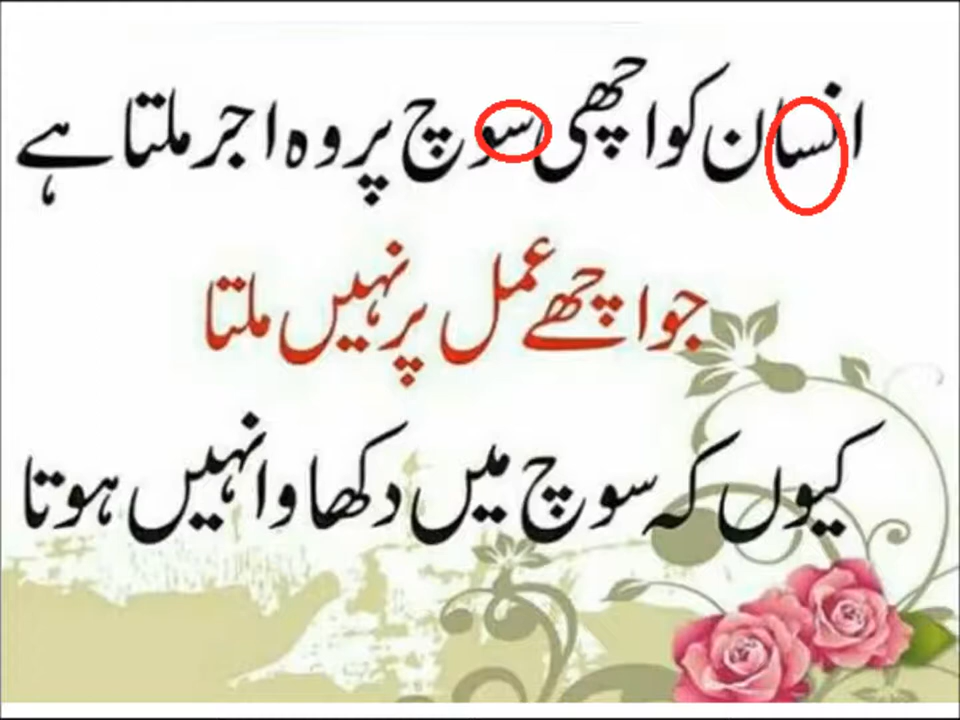 انسان کو اچھی سوچ پر وہ اجر ملتا ہے
جو اچھے عمل پر نہیں ملتا
کیوں کہ سوچ میں دکھاوا نہیں ہوتا